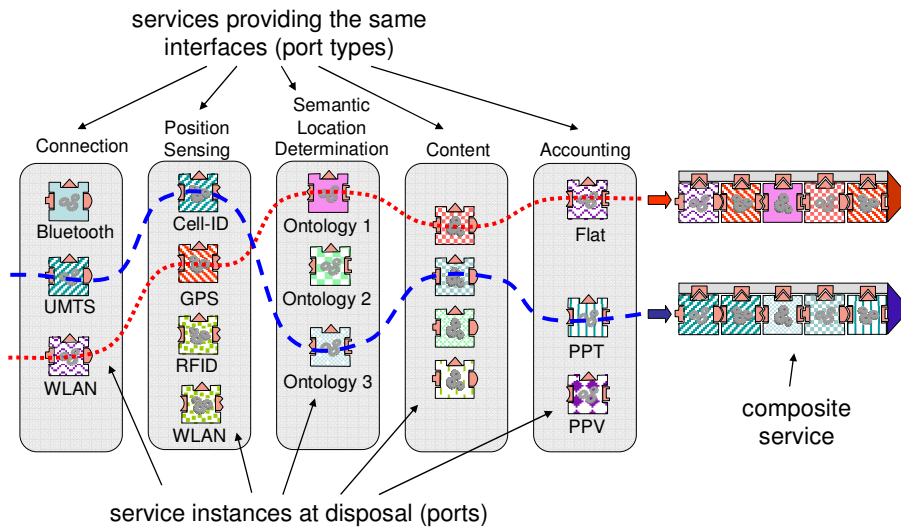 services providing the same
interfaces (port types)
Connection
Position
Sensing
Semantic
Location
Determination
Content
Accounting
Bluetooth
UMTS
WLAN
Cell-ID
GPS
RFID
WLAN
Ontology 1
Ontology 2
Ontology 3
Flat
PPT
PPV
composite
service
service instances at disposal (ports)